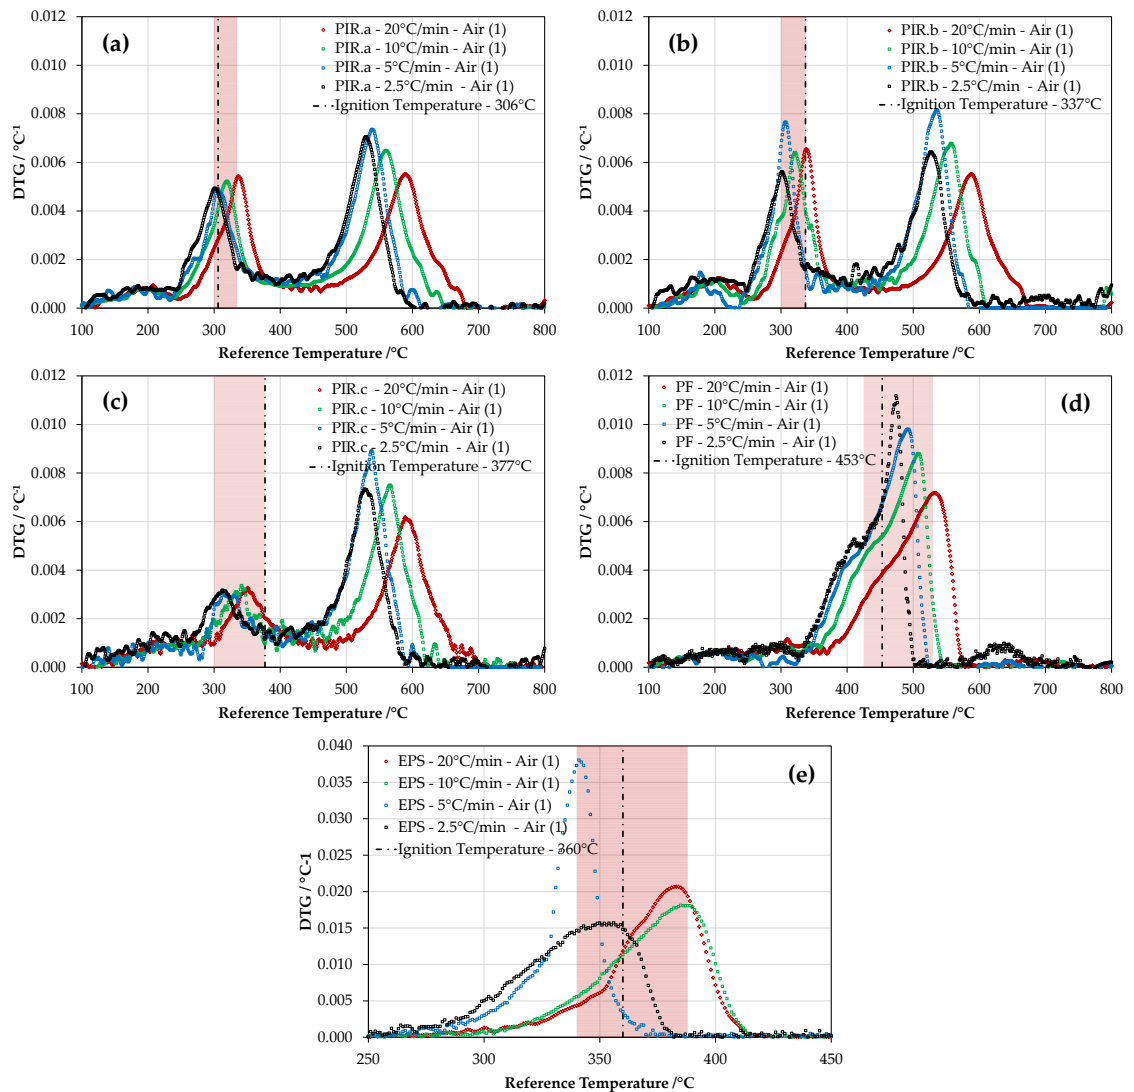 (a)
PIR.a - 20°C/min - Air (1)
PIR.a - 10°C/min - Air (1)
PIR.a - 5°C/min - Air (1)
PIR.a - 2.5°C/min - Air (1)
Ignition Temperature - 306°C
DTG / °C-1
0.012
0.010
0.008
0.006
0.004
0.002
0.000
100 200 300 400 500 600 700 800
Reference Temperature /°C
(b)
PIR.b - 20°C/min - Air (1)
PIR.b - 10°C/min - Air (1)
PIR.b - 5°C/min - Air (1)
PIR.b - 2.5°C/min - Air (1)
Ignition Temperature - 337°C
DTG / °C-1
0.012
0.010
0.008
0.006
0.004
0.002
0.000
100 200 300 400 500 600 700 800
Reference Temperature /°C
(c)
PIR.c - 20°C/min - Air (1)
PIR.c - 10°C/min - Air (1)
PIR.c - 5°C/min - Air (1)
PIR.c - 2.5°C/min - Air (1)
Ignition Temperature - 377°C
DTG / °C-1
0.012
0.010
0.008
0.006
0.004
0.002
0.000
100 200 300 400 500 600 700 800
Reference Temperature /°C
(d)
PF - 20°C/min - Air (1)
PF - 10°C/min - Air (1)
PF - 5°C/min - Air (1)
PF - 2.5°C/min - Air (1)
Ignition Temperature - 453°C
DTG / °C-1
0.012
0.010
0.008
0.006
0.004
0.002
0.000
100 200 300 400 500 600 700 800
Reference Temperature /°C
(e)
EPS - 20°C/min - Air (1)
EPS - 10°C/min - Air (1)
EPS - 5°C/min - Air (1)
EPS - 2.5°C/min - Air (1)
Ignition Temperature - 360°C
DTG / °C-1
0.040
0.035
0.030
0.025
0.020
0.015
0.010
0.005
0.000
250 300 350 400 450
Reference Temperature /°C